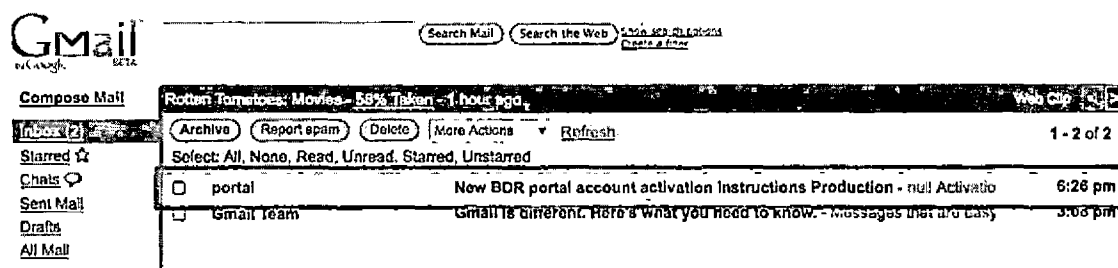 GMail
by Google BETA
Search Mail Search the Web Show search options
Create a filter
Compose Mail
Rotten Tomatoes: Movies - 58% Taken - 1 hour ago
Web Clip
Inbox (2)
Archive Report spam Delete More Actions Refresh
1 - 2 of 2
Select: All, None, Read, Unread, Starred, Unstarred
Starred
Chats
portal New BDR portal account activation Instructions Production - null Activatio 6:26 pm
Sent Mail
Gmail Team Gmail is different. Here's what you need to know. - Messages that are easy 3:08 pm
Drafts
All Mail